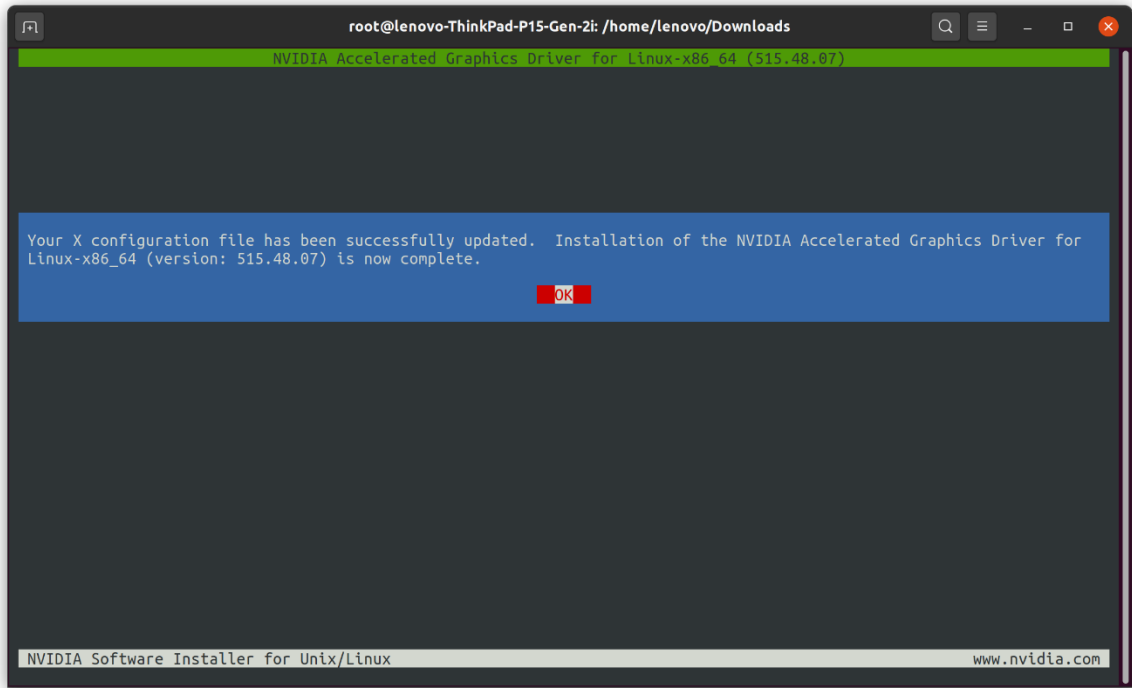 root@lenovo-ThinkPad-P15-Gen-2i: /home/lenovo/Downloads
NVIDIA Accelerated Graphics Driver for Linux-x86_64 (515.48.07)
Your X configuration file has been successfully updated.  Installation of the NVIDIA Accelerated Graphics Driver for
Linux-x86_64 (version: 515.48.07) is now complete.
OK
NVIDIA Software Installer for Unix/Linux www.nvidia.com